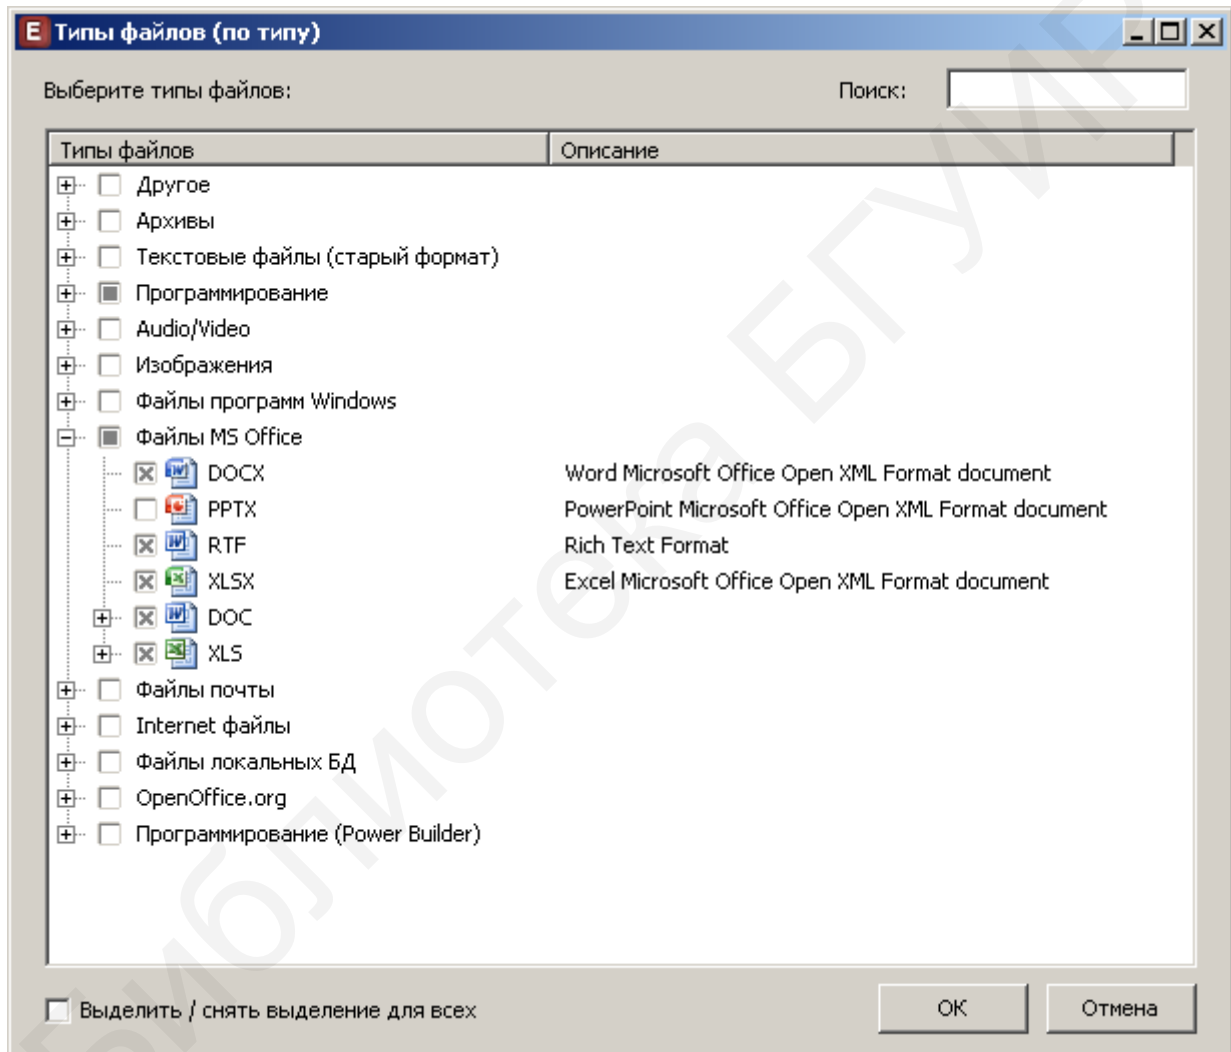 E Типы файлов (по типу)
Выберите типы файлов: Поиск:
Типы файлов Описание
Другое
Архивы
Текстовые файлы (старый формат)
Программирование
Audio/Video
Изображения
Файлы программ Windows
Файлы MS Office
DOCX Word Microsoft Office Open XML Format document
PPTX PowerPoint Microsoft Office Open XML Format document
RTF Rich Text Format
XLSX Excel Microsoft Office Open XML Format document
DOC
XLS
Файлы почты
Internet файлы
Файлы локальных БД
OpenOffice.org
Программирование (Power Builder)
Выделить / снять выделение для всех ОК Отмена
Библиотека БГУИР